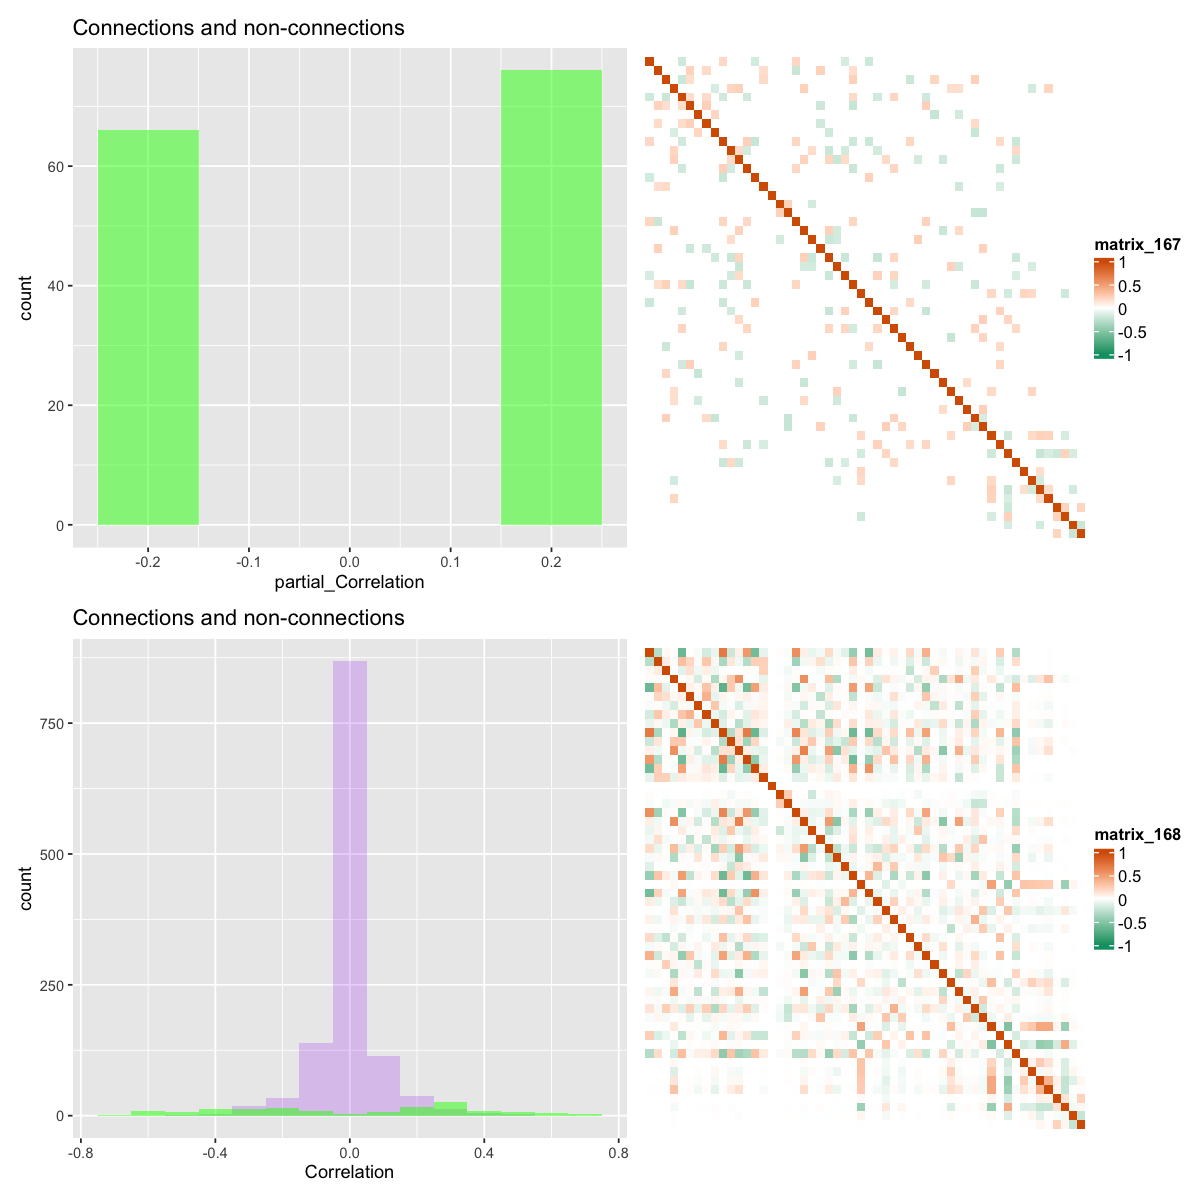 Connections and non-connections
60
40
20
0
count
-0.2 -0.1 0.0 0.1 0.2
partial_Correlation
matrix_167
1
0.5
0
-0.5
-1
Connections and non-connections
750
500
250
0
count
-0.8 -0.4 0.0 0.4 0.8
Correlation
matrix_168
1
0.5
0
-0.5
-1